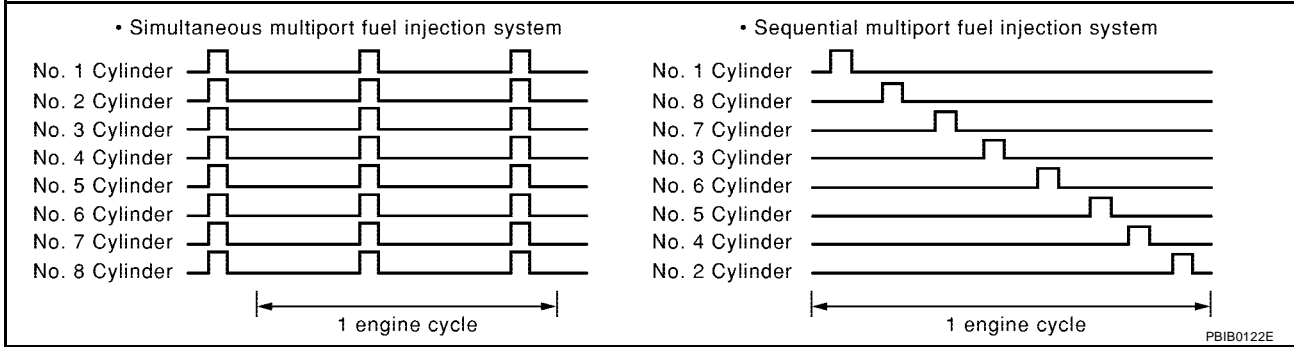 • Simultaneous multiport fuel injection system
No. 1 Cylinder
No. 2 Cylinder
No. 3 Cylinder
No. 4 Cylinder
No. 5 Cylinder
No. 6 Cylinder
No. 7 Cylinder
No. 8 Cylinder
1 engine cycle
• Sequential multiport fuel injection system
No. 1 Cylinder
No. 8 Cylinder
No. 7 Cylinder
No. 3 Cylinder
No. 6 Cylinder
No. 5 Cylinder
No. 4 Cylinder
No. 2 Cylinder
1 engine cycle
PBIB0122E